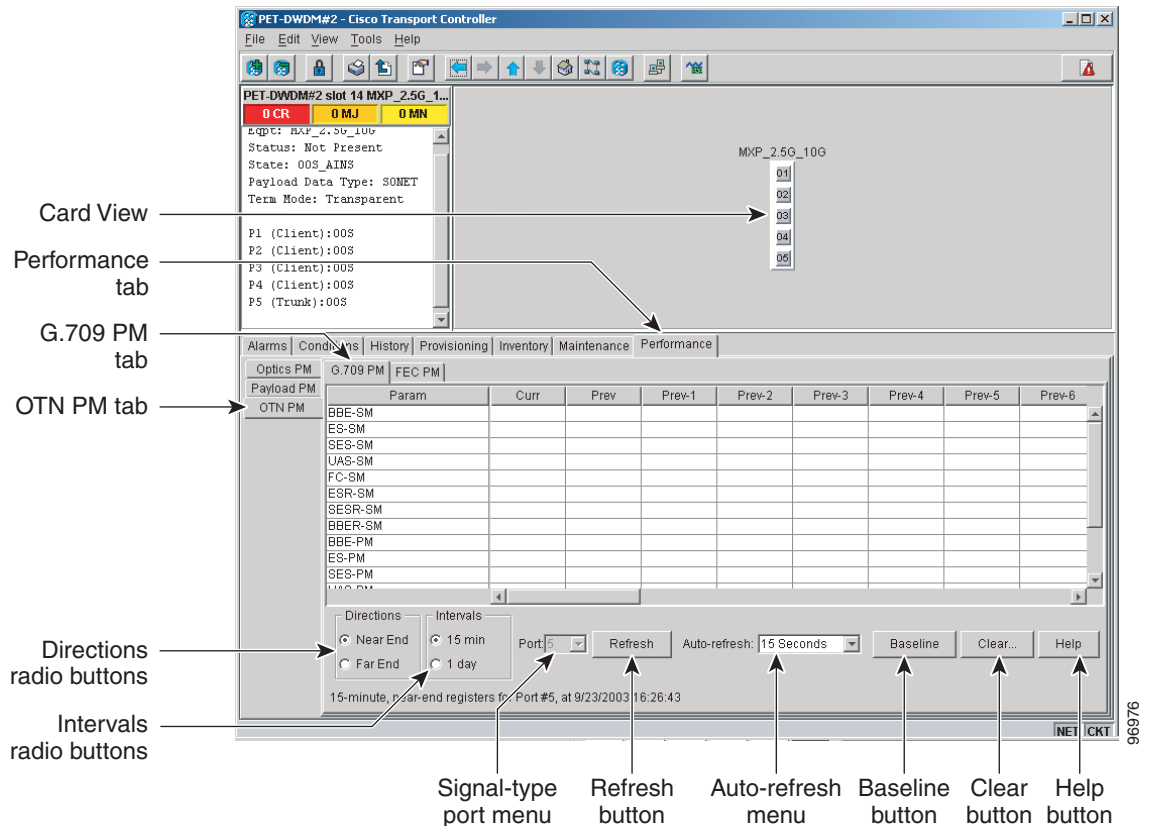 PET-DWDM#2 - Cisco Transport Controller
File Edit View Tools Help
PET-DWDM#2 slot 14 MXP_2.5G_1...
0 CR 0 MJ 0 MN
Eqpt: MXP_2.5G_10G
Status: Not Present
State: OOS_AINS
Payload Data Type: SONET
Term Mode: Transparent
P1 (Client):OOS
P2 (Client):OOS
P3 (Client):OOS
P4 (Client):OOS
P5 (Trunk):OOS
MXP_2.5G_10G
01
02
03
04
05
Card View
Performance
tab
G.709 PM
tab
OTN PM tab
Alarms Conditions History Provisioning Inventory Maintenance Performance
Optics PM
Payload PM
OTN PM
G.709 PM FEC PM
Param Curr Prev Prev-1 Prev-2 Prev-3 Prev-4 Prev-5 Prev-6
BBE-SM
ES-SM
SES-SM
UAS-SM
FC-SM
ESR-SM
SESR-SM
BBER-SM
BBE-PM
ES-PM
SES-PM
UAS-PM
Directions Intervals
Near End 15 min Port: 5 Refresh Auto-refresh: 15 Seconds Baseline Clear... Help
Far End 1 day
15-minute, near-end registers for Port #5, at 9/23/2003 16:26:43
NET CKT
Directions
radio buttons
Intervals
radio buttons
Signal-type
port menu
Refresh
button
Auto-refresh
menu
Baseline
button
Clear
button
Help
button
96976